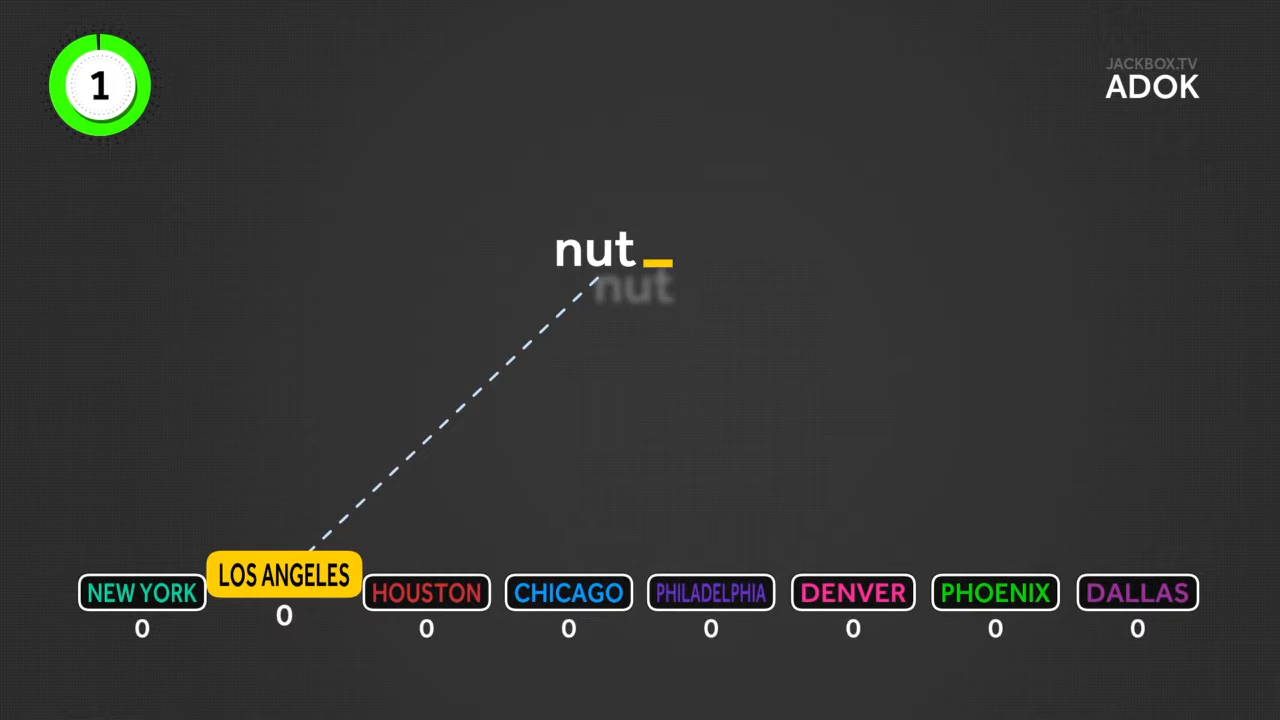 1
JACKBOX.TV
ADOK
nut_
nut
NEW YORK
LOS ANGELES
HOUSTON
CHICAGO
PHILADELPHIA
DENVER
PHOENIX
DALLAS
0
0
0
0
0
0
0
0